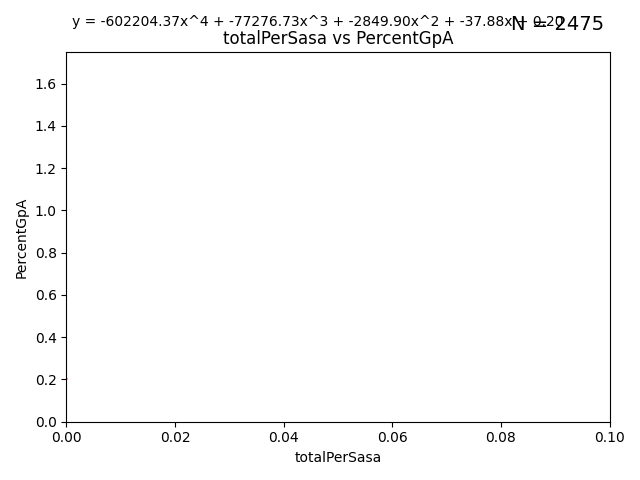 y = -602204.37x^4 + -77276.73x^3 + -2849.90x^2 + -37.88x + 0.20
N = 2475
totalPerSasa vs PercentGpA
1.6
1.4
1.2
1.0
0.8
0.6
0.4
0.2
0.0
PercentGpA
0.00 0.02 0.04 0.06 0.08 0.10
totalPerSasa